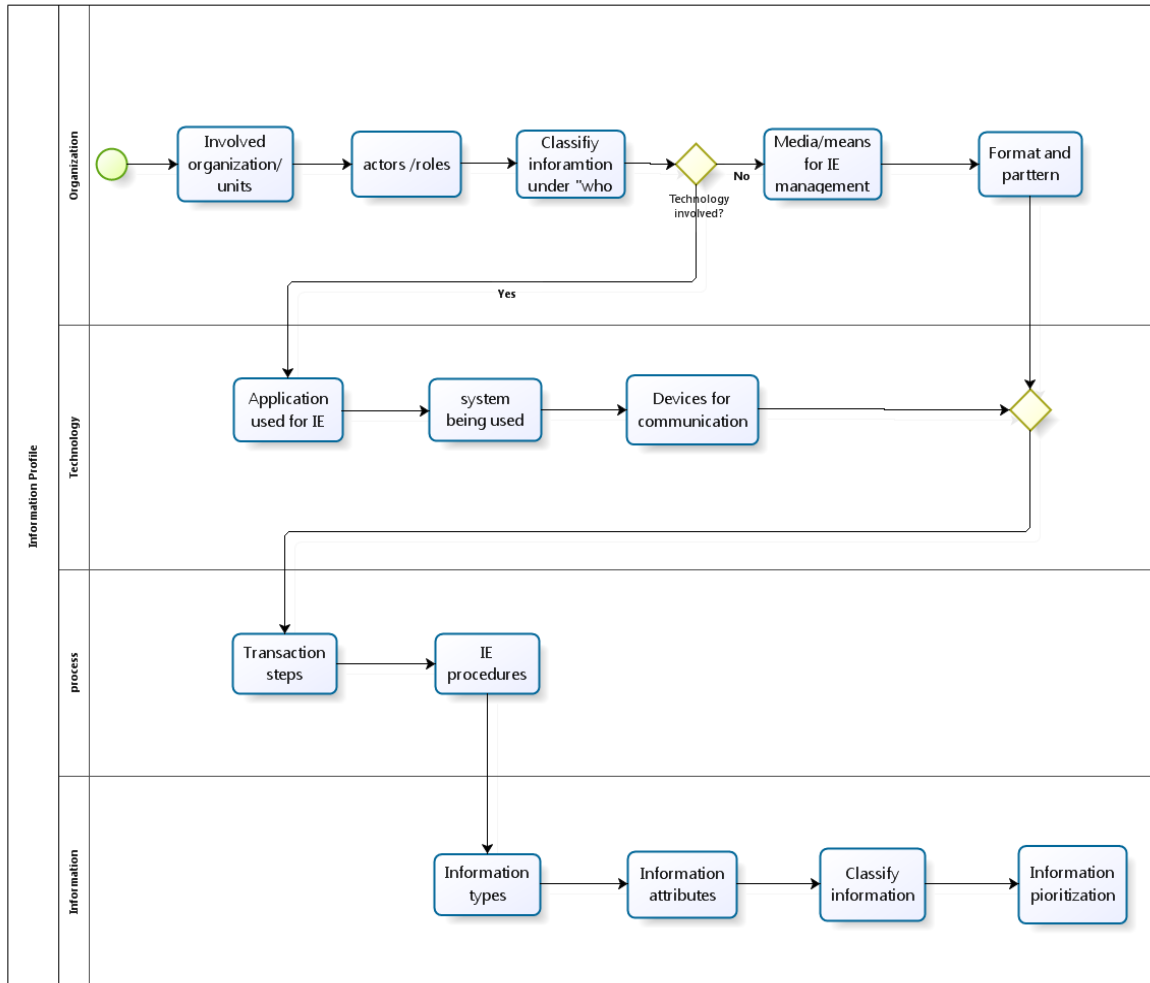 Information Profile
Organization
Involved
organization/
units
actors /roles
Classifiy
inforamtion
under "who
Technology
involved?
No
Media/means
for IE
management
Format and
parttern
Yes
Technology
Application
used for IE
system
being used
Devices for
communication
process
Transaction
steps
IE
procedures
Information
Information
types
Information
attributes
Classify
information
Information
pioritization